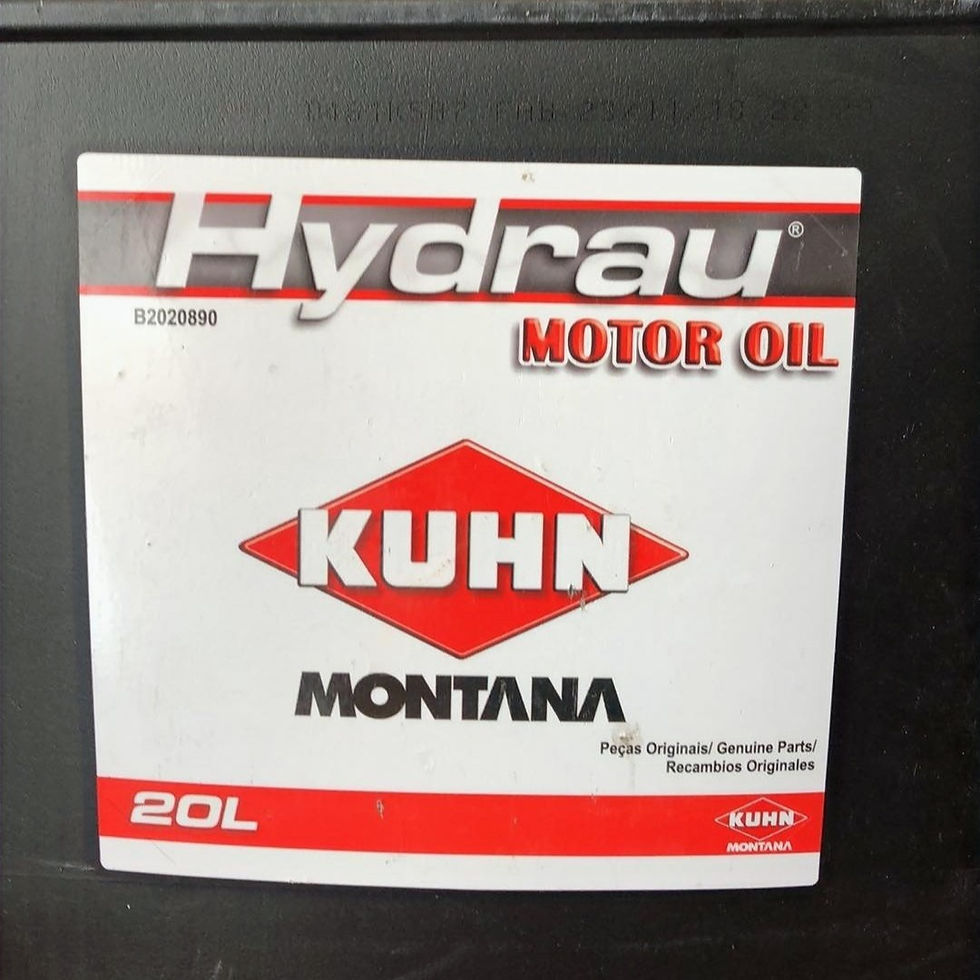 Hydrau®
B2020890
MOTOR OIL
KUHN
MONTANA
Peças Originais/ Genuine Parts/
Recambios Originales
20L
KUHN
MONTANA